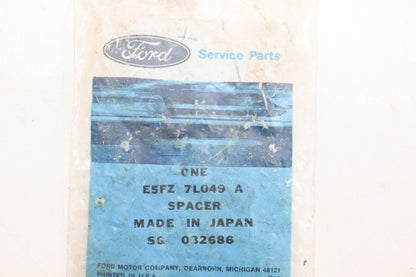 Ford Service Parts
ONE
E5FZ 7L049 A
SPACER
MADE IN JAPAN
SG 032686
FORD MOTOR COMPANY, DEARBORN, MICHIGAN 48121
PRINTED IN U.S.A.